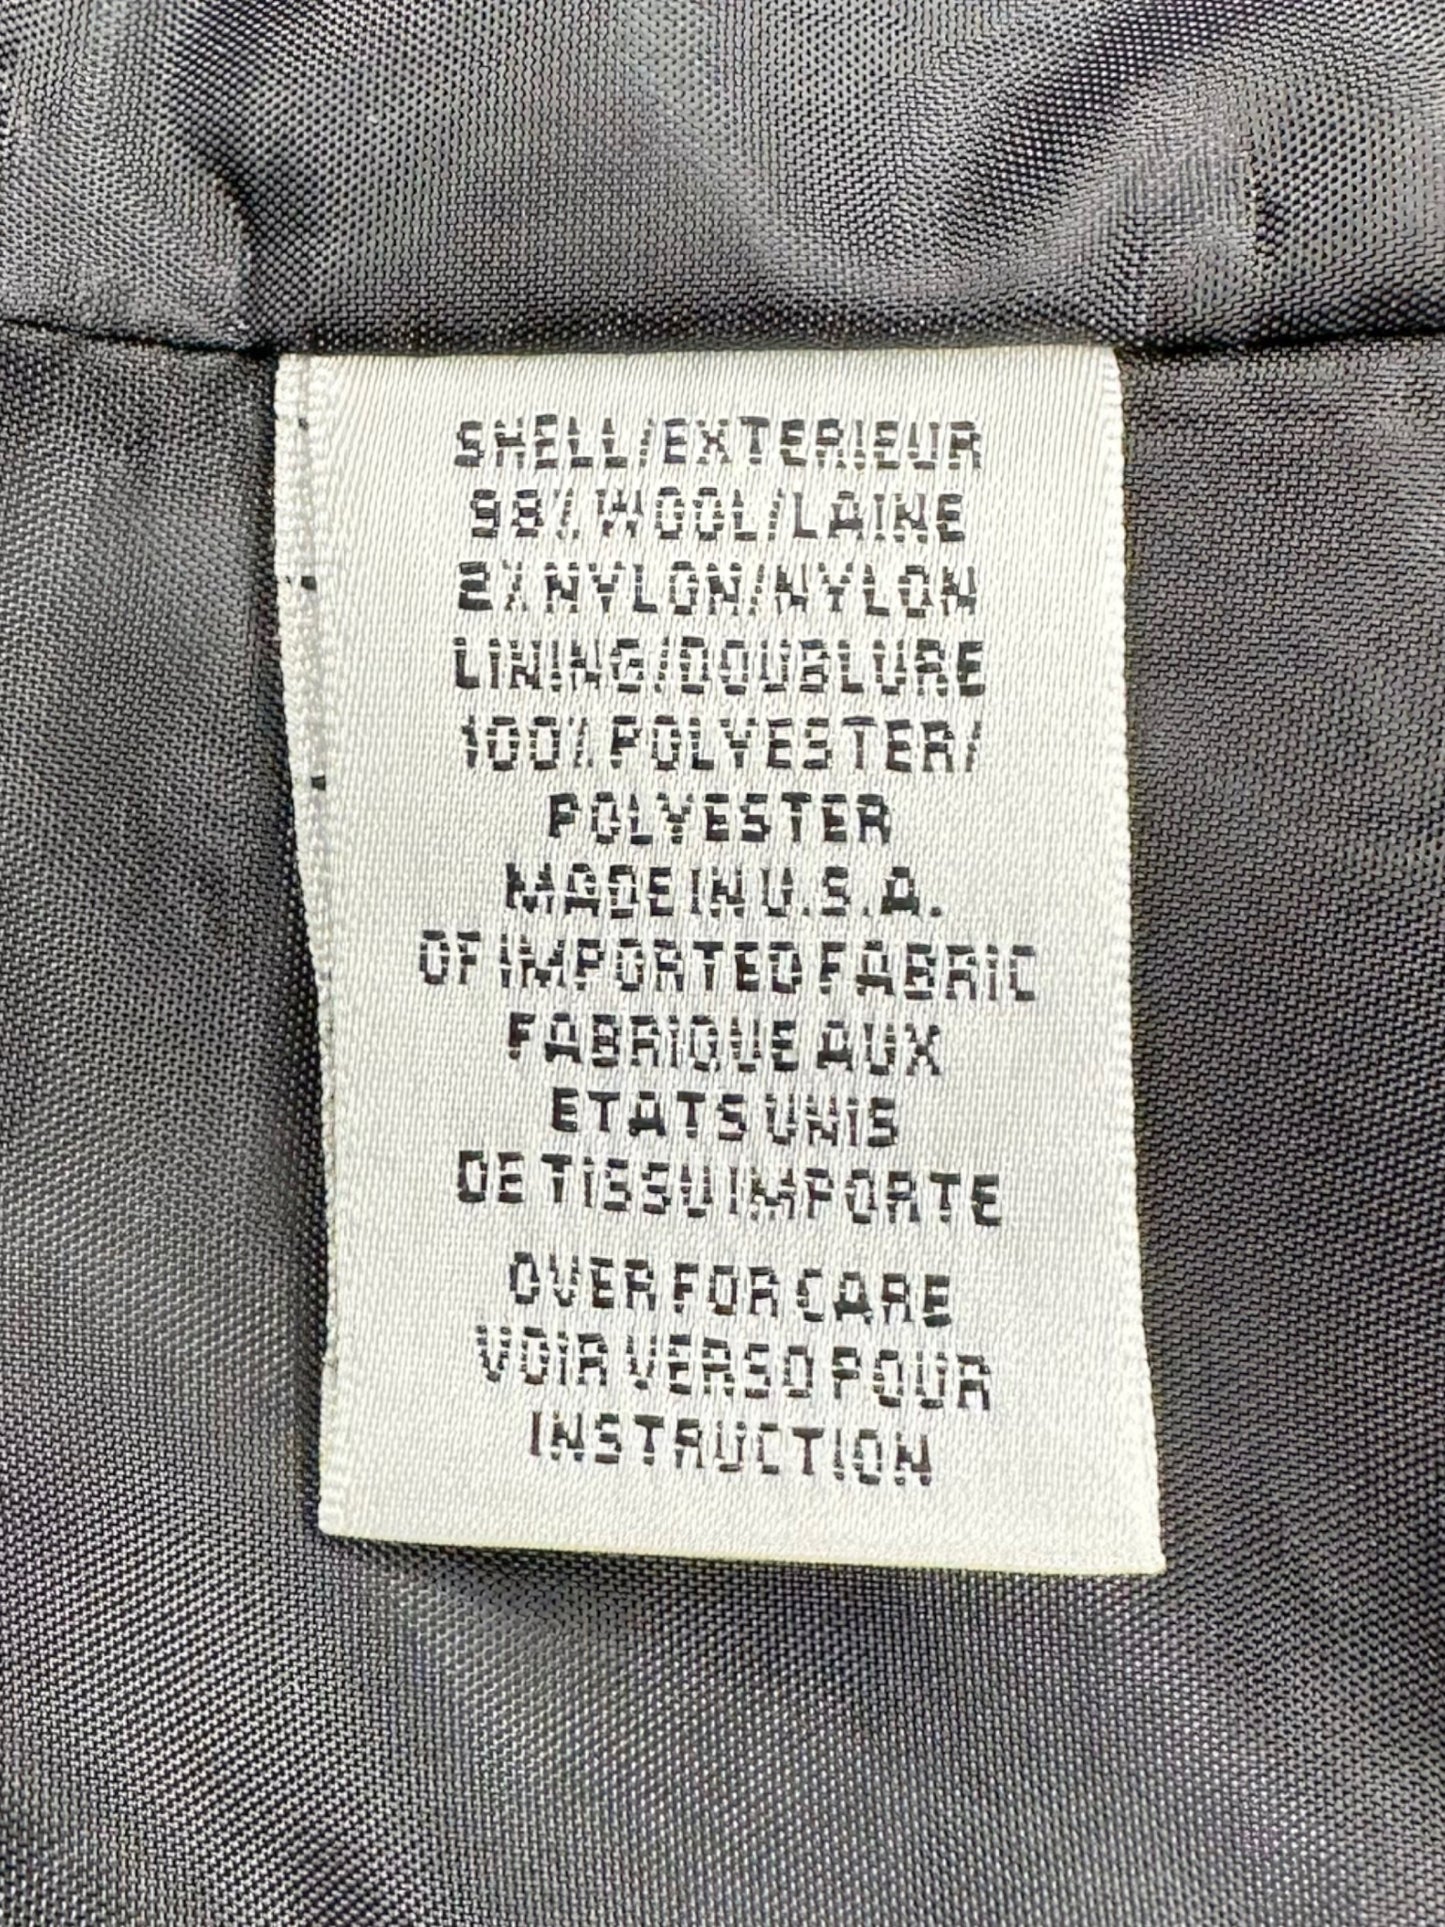 SHELL/EXTERIEUR
98% WOOL/LAINE
2% NYLON/NYLON
LINING/DOUBLURE
100% POLYESTER/
POLYESTER
MADE IN U.S.A.
OF IMPORTED FABRIC
FABRIQUE AUX
ETATS UNIS
DE TISSU IMPORTE
OVER FOR CARE
VOIR VERSO POUR
INSTRUCTION